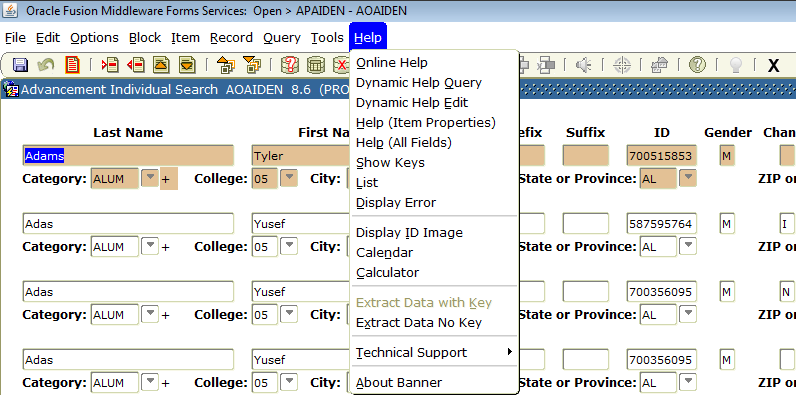 Oracle Fusion Middleware Forms Services: Open > APAIDEN - AOAIDEN
File Edit Options Block Item Record Query Tools Help
Online Help
Dynamic Help Query
Dynamic Help Edit
Help (Item Properties)
Help (All Fields)
Show Keys
List
Display Error
Display ID Image
Calendar
Calculator
Extract Data with Key
Extract Data No Key
Technical Support
About Banner
X
Advancement Individual Search AOAIDEN 8.6 (PRO
Last Name First Na efix Suffix ID Gender Chan
Adams Tyler 700515853 M
Category: ALUM + College: 05 City: State or Province: AL ZIP or
Adas Yusef 587595764 M I
Category: ALUM + College: 05 City: State or Province: AL ZIP or
Adas Yusef 700356095 M N
Category: ALUM + College: 05 City: State or Province: AL ZIP or
Adas Yusef 700356095 M
Category: ALUM + College: 05 City: State or Province: AL ZIP or